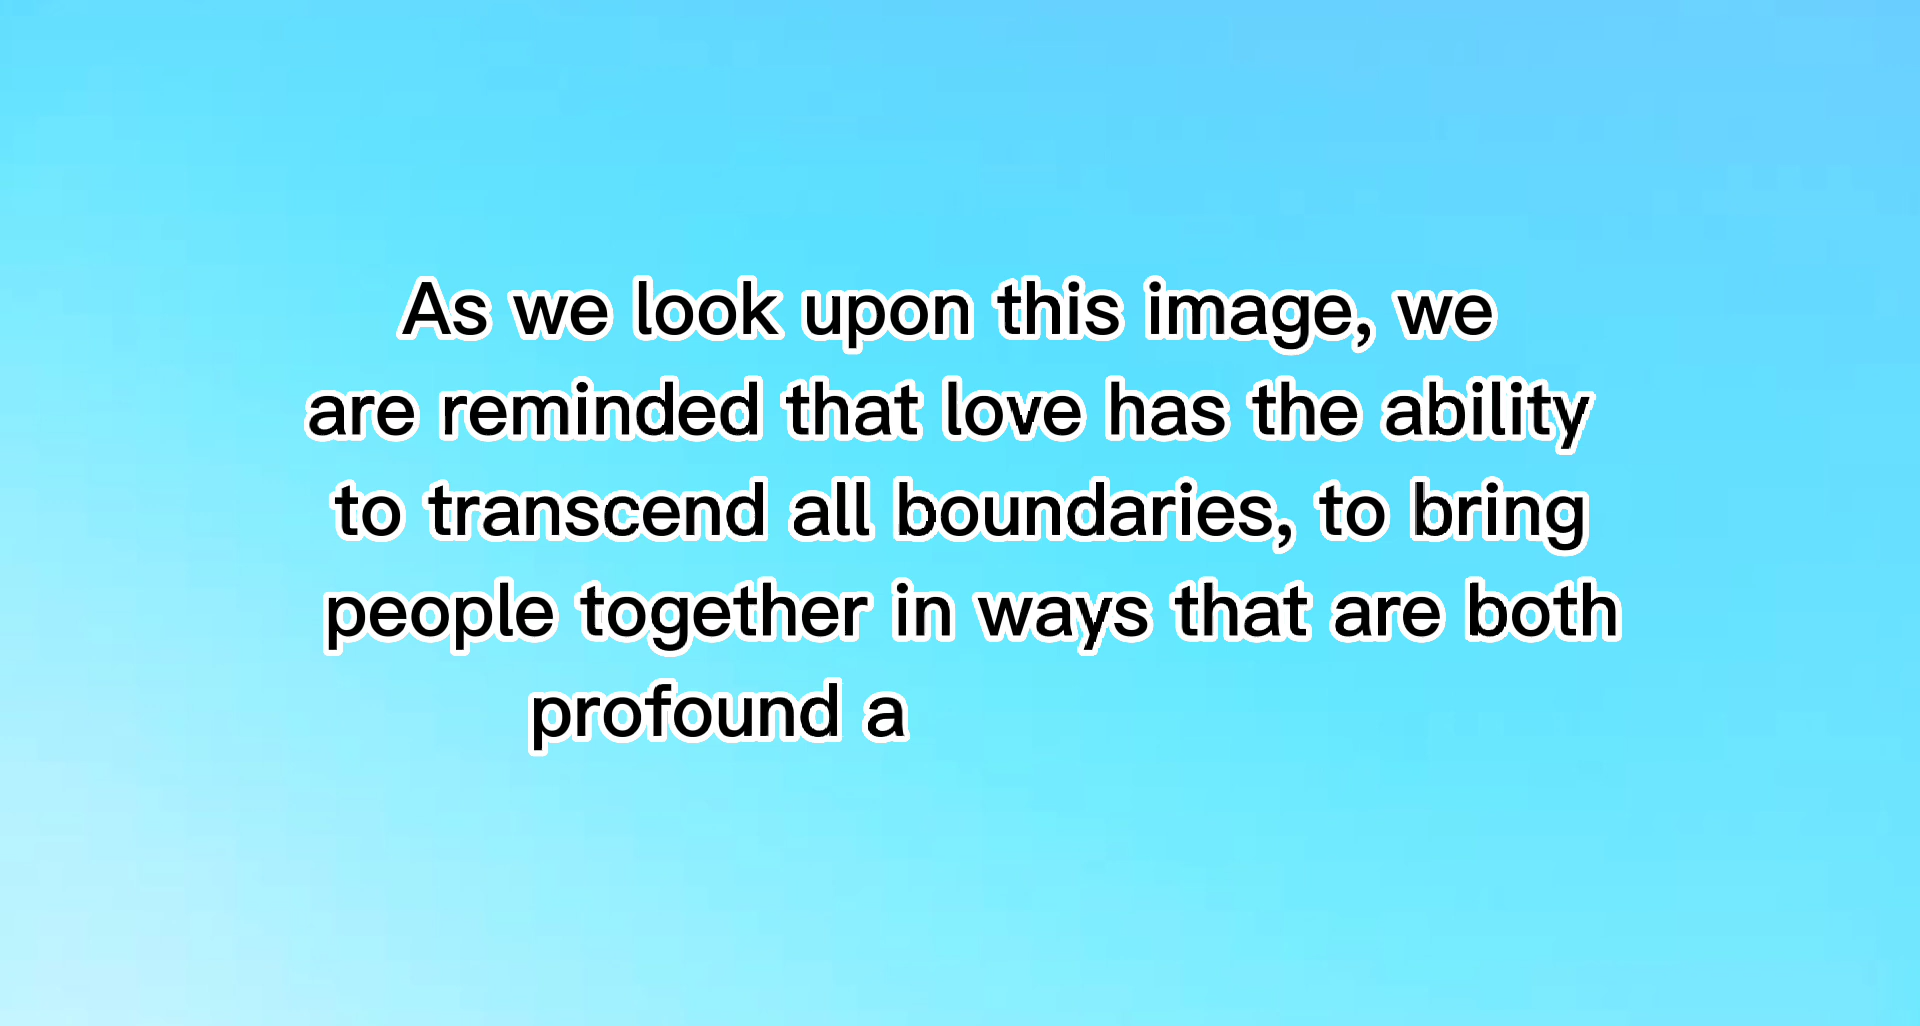 As we look upon this image, we
are reminded that love has the ability
to transcend all boundaries, to bring
people together in ways that are both
profound a